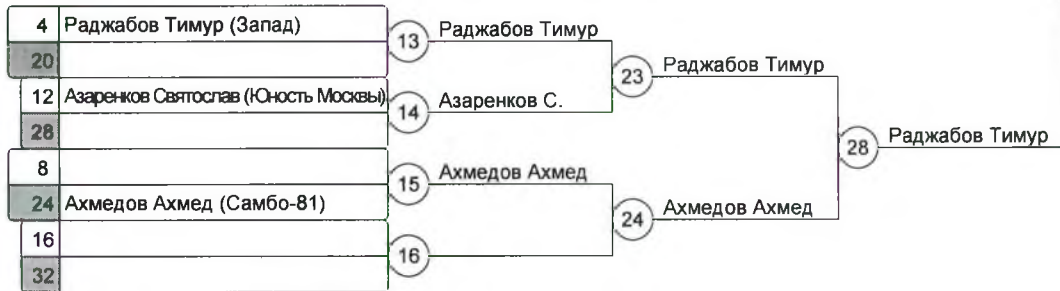 4 Раджабов Тимур (Запад)
13 Раджабов Тимур
20
23 Раджабов Тимур
12 Азаренков Святослав (Юность Москвы)
14 Азаренков С.
28
28 Раджабов Тимур
8
15 Ахмедов Ахмед
24 Ахмедов Ахмед (Самбо-81)
24 Ахмедов Ахмед
16
16
32